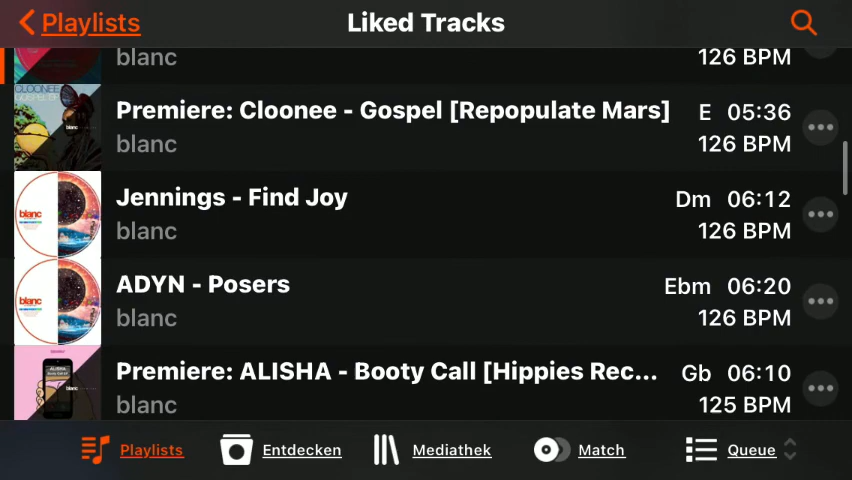 Playlists
Liked Tracks
blanc
126 BPM
Premiere: Cloonee - Gospel [Repopulate Mars]
E 05:36
blanc
126 BPM
Jennings - Find Joy
Dm 06:12
blanc
126 BPM
ADYN - Posers
Ebm 06:20
blanc
126 BPM
Premiere: ALISHA - Booty Call [Hippies Rec...
Gb 06:10
blanc
125 BPM
Playlists
Entdecken
Mediathek
Match
Queue